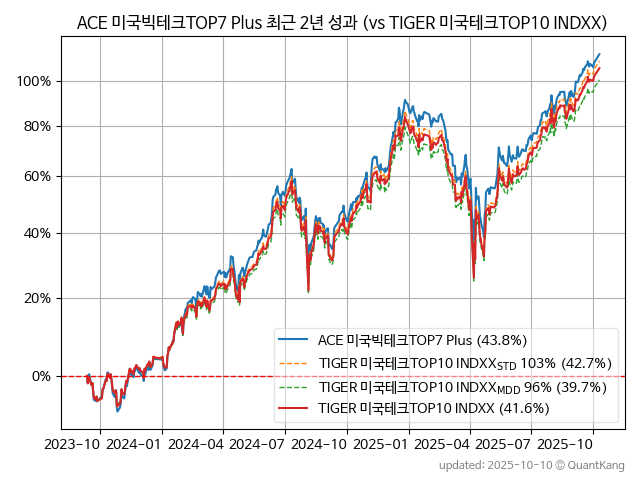 ACE 미국빅테크TOP7 Plus 최근 2년 성과 (vs TIGER 미국테크TOP10 INDXX)
100%
80%
60%
40%
20%
0%
ACE 미국빅테크TOP7 Plus (43.8%)
TIGER 미국테크TOP10 INDXX_STD 103% (42.7%)
TIGER 미국테크TOP10 INDXX_MDD 96% (39.7%)
TIGER 미국테크TOP10 INDXX (41.6%)
2023-10 2024-01 2024-04 2024-07 2024-10 2025-01 2025-04 2025-07 2025-10
updated: 2025-10-10 © QuantKang